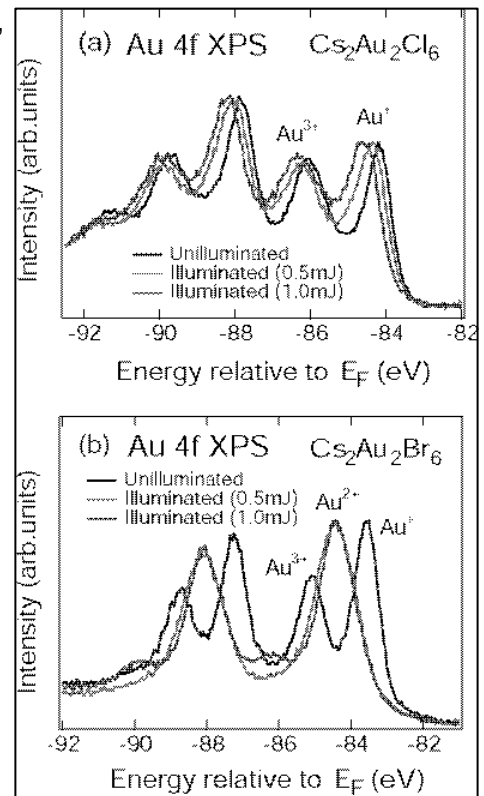 (a) Au 4f XPS Cs2Au2Cl6
Au3+ Au+
Unilluminated
Illuminated (0.5mJ)
Illuminated (1.0mJ)
Intensity (arb.units)
-92 -90 -88 -86 -84 -82
Energy relative to EF (eV)
(b) Au 4f XPS Cs2Au2Br6
Unilluminated
Illuminated (0.5mJ)
Illuminated (1.0mJ)
Au2+
Au3+ Au+
Intensity (arb.units)
-92 -90 -88 -86 -84 -82
Energy relative to EF (eV)